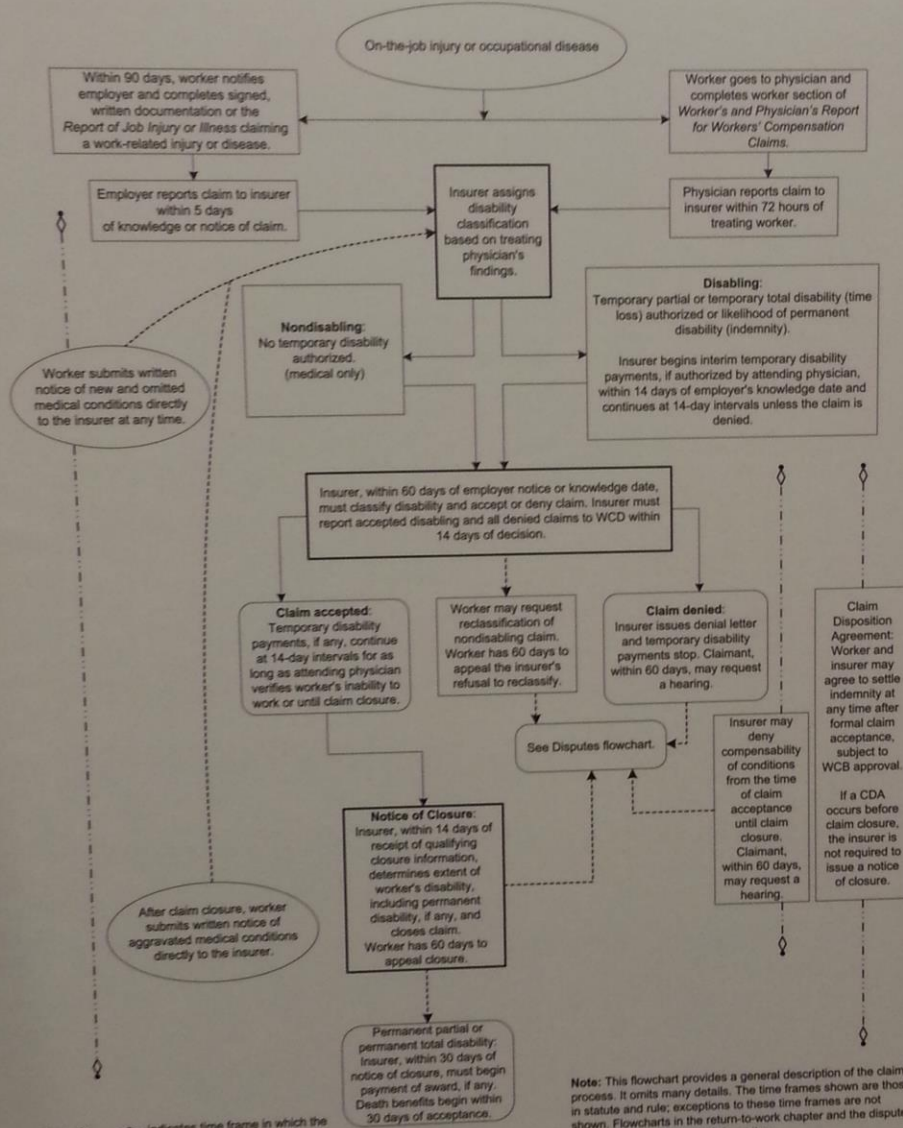 On-the-job injury or occupational disease
Within 90 days, worker notifies
employer and completes signed,
written documentation or the
Report of Job Injury or Illness claiming
a work-related injury or disease.
Worker goes to physician and
completes worker section of
Worker's and Physician's Report
for Workers' Compensation
Claims.
Employer reports claim to insurer
within 5 days
of knowledge or notice of claim.
Insurer assigns
disability
classification
based on treating
physician's
findings.
Physician reports claim to
insurer within 72 hours of
treating worker.
Nondisabling:
No temporary disability
authorized.
(medical only)
Disabling:
Temporary partial or temporary total disability (time
loss) authorized or likelihood of permanent
disability (indemnity).
Insurer begins interim temporary disability
payments, if authorized by attending physician,
within 14 days of employer's knowledge date and
continues at 14-day intervals unless the claim is
denied.
Worker submits written
notice of new and omitted
medical conditions directly
to the insurer at any time.
Insurer, within 60 days of employer notice or knowledge date,
must classify disability and accept or deny claim. Insurer must
report accepted disabling and all denied claims to WCD within
14 days of decision.
Claim accepted:
Temporary disability
payments, if any, continue
at 14-day intervals for as
long as attending physician
verifies worker's inability to
work or until claim closure.
Worker may request
reclassification of
nondisabling claim.
Worker has 60 days to
appeal the insurer's
refusal to reclassify.
Claim denied:
Insurer issues denial letter
and temporary disability
payments stop. Claimant,
within 60 days, may request
a hearing.
Claim
Disposition
Agreement:
Worker and
insurer may
agree to settle
indemnity at
any time after
formal claim
acceptance,
subject to
WCB approval.
If a CDA
occurs before
claim closure,
the insurer is
not required to
issue a notice
of closure.
See Disputes flowchart.
Insurer may
deny
compensability
of conditions
from the time
of claim
acceptance
until claim
closure.
Claimant,
within 60 days,
may request a
hearing.
Notice of Closure:
Insurer, within 14 days of
receipt of qualifying
closure information,
determines extent of
worker's disability,
including permanent
disability, if any, and
closes claim.
Worker has 60 days to
appeal closure.
After claim closure, worker
submits written notice of
aggravated medical conditions
directly to the insurer.
Permanent partial or
permanent total disability:
Insurer, within 30 days of
notice of closure, must begin
payment of award, if any.
Death benefits begin within
30 days of acceptance.
Note: This flowchart provides a general description of the claim
process. It omits many details. The time frames shown are thos
in statute and rule; exceptions to these time frames are not
shown. Flowcharts in the return-to-work chapter and the dispute
indicates time frame in which the